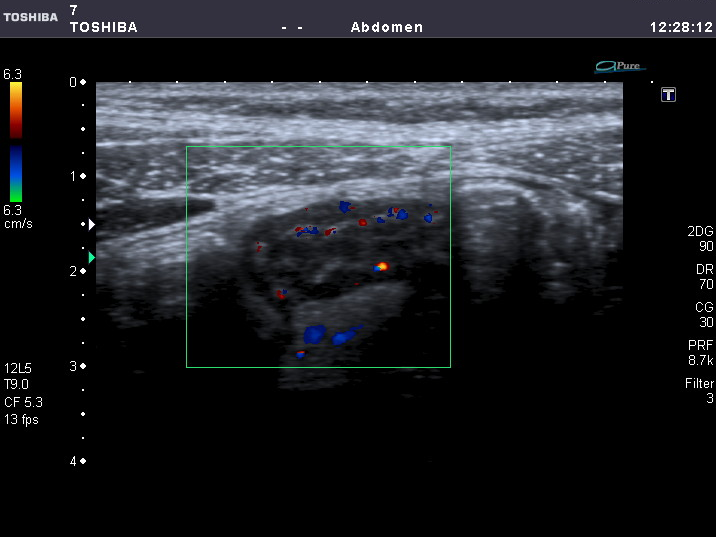 TOSHIBA
7
TOSHIBA
- - Abdomen
12:28:12
6.3
6.3
cm/s
Pure
T
0
1
2
3
4
2DG
90
DR
70
CG
30
PRF
8.7k
Filter
3
12L5
T9.0
CF 5.3
13 fps